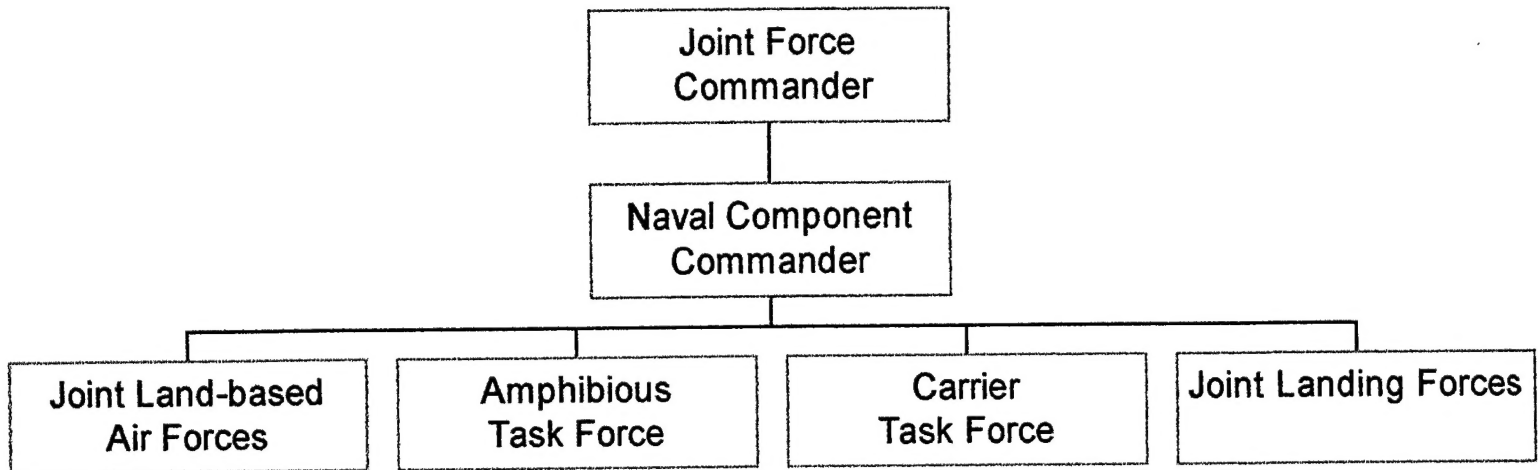 Joint Force
Commander
Naval Component
Commander
Joint Land-based
Air Forces
Amphibious
Task Force
Carrier
Task Force
Joint Landing Forces